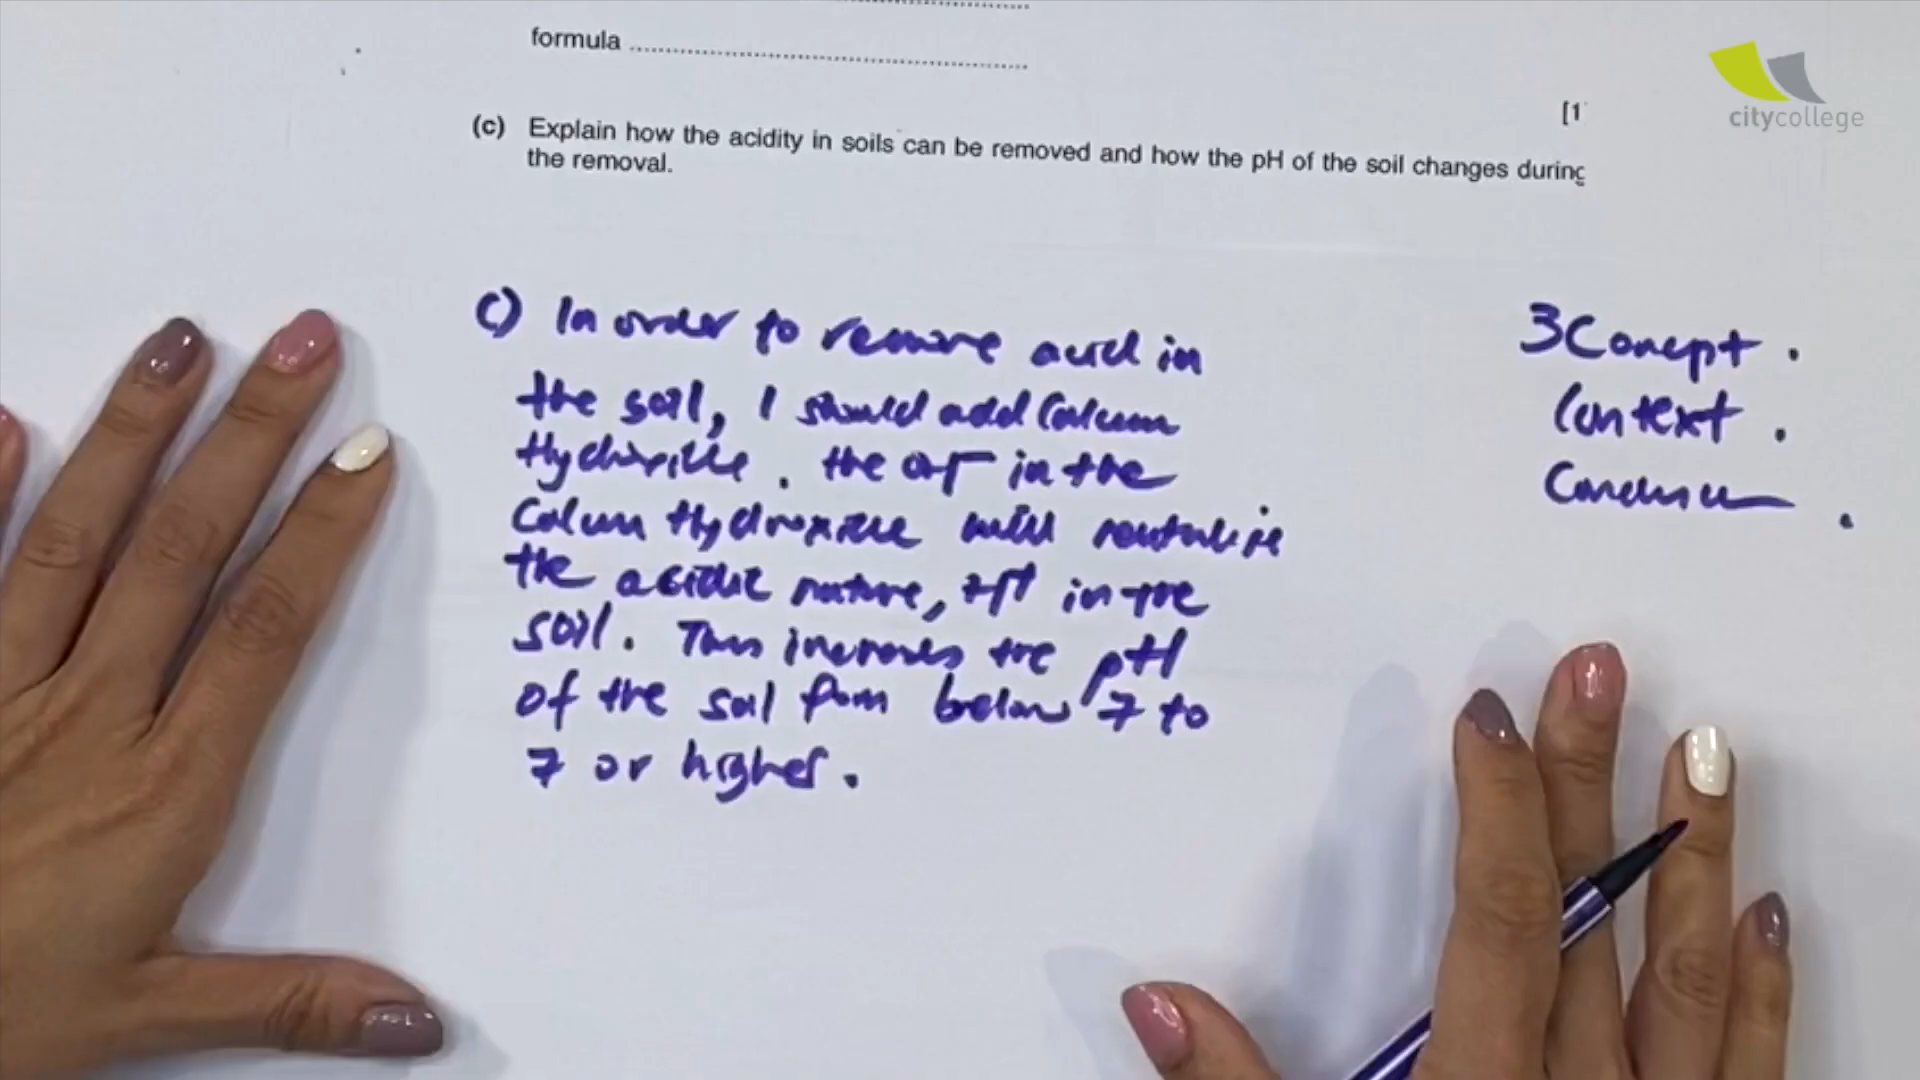 formula
citycollege
[1
(c) Explain how the acidity in soils can be removed and how the pH of the soil changes during
the removal.
c) In order to remove acid in
the soil, I should add Calcium
Hydroxide. the OH⁻ in the
Calcium Hydroxide will neutralise
the acidic nature, H⁺ in the
soil. This increases the pH
of the soil from below 7 to
7 or higher.
3 Concept.
Context.
Conclusion.